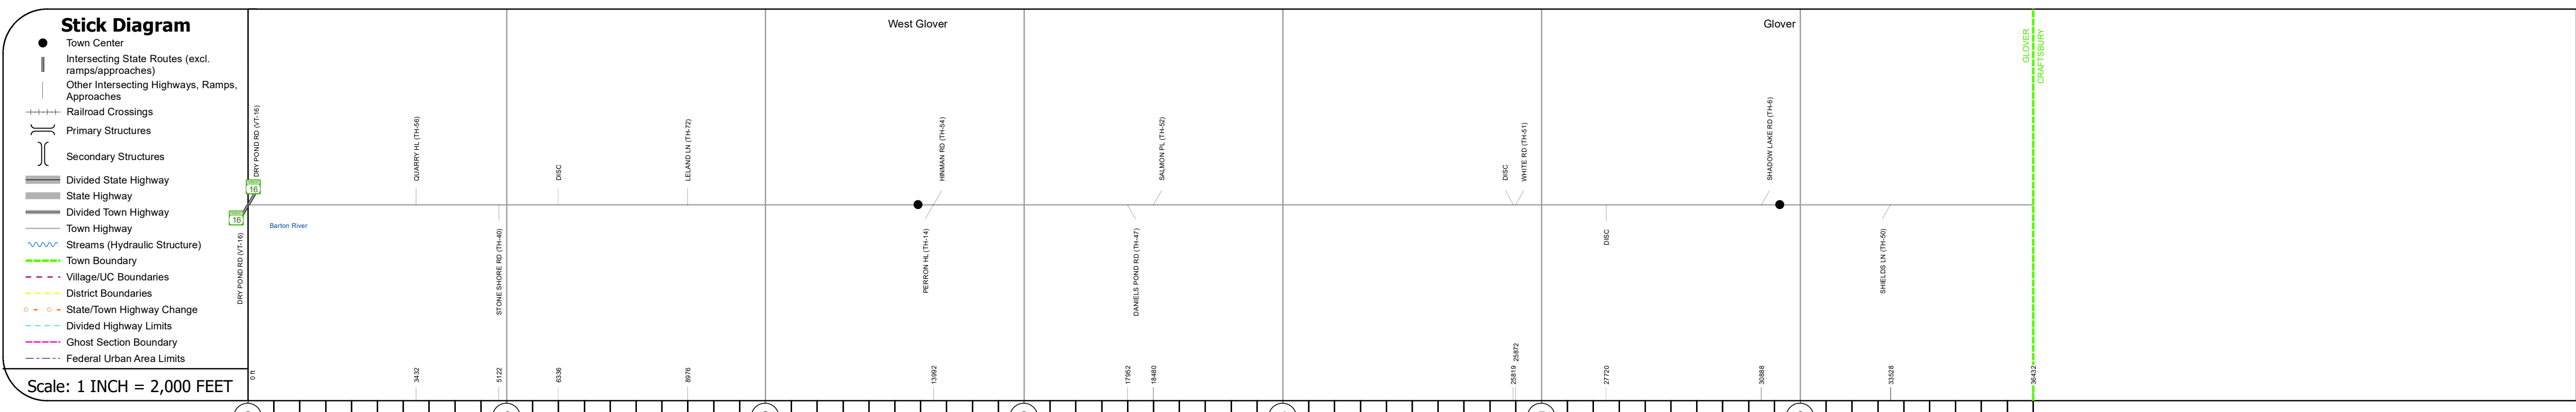 Stick Diagram
Town Center
Intersecting State Routes (excl.
ramps/approaches)
Other Intersecting Highways, Ramps,
Approaches
Railroad Crossings
Primary Structures
Secondary Structures
Divided State Highway
State Highway
Divided Town Highway
Town Highway
Streams (Hydraulic Structure)
Town Boundary
Village/UC Boundaries
District Boundaries
State/Town Highway Change
Divided Highway Limits
Ghost Section Boundary
Federal Urban Area Limits
Scale: 1 INCH = 2,000 FEET
West Glover
Glover
GLOVER
CRAFTSBURY
DRY POND RD (VT-16)
16
16
DRY POND RD (VT-16)
Barton River
QUARRY HL (TH-56)
STONE SHORE RD (TH-40)
DISC
LELAND LN (TH-72)
HINMAN RD (TH-54)
PERRON HL (TH-14)
DANIELS POND RD (TH-47)
SALMON PL (TH-52)
DISC
WHITE RD (TH-51)
DISC
SHADOW LAKE RD (TH-6)
SHIELDS LN (TH-50)
0 ft
3432
5122
6336
8976
13992
17952
18480
25819
25872
27720
30888
33528
36432